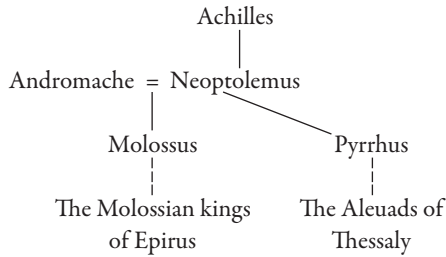 Achilles
Andromache = Neoptolemus
Molossus
Pyrrhus
The Molossian kings
of Epirus
The Aleuads of
Thessaly